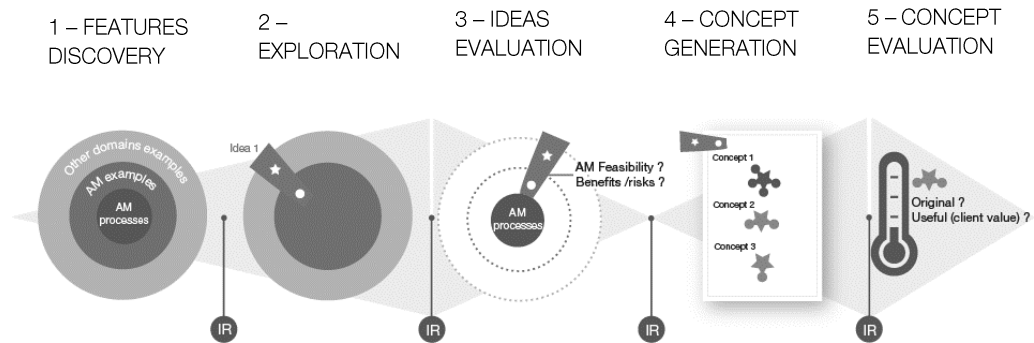 1 – FEATURES
DISCOVERY
2 –
EXPLORATION
3 – IDEAS
EVALUATION
4 – CONCEPT
GENERATION
5 – CONCEPT
EVALUATION
Other domains examples
AM examples
AM
processes
Idea 1
AM Feasibility ?
Benefits /risks ?
AM
processes
Concept 1
Concept 2
Concept 3
Original ?
Useful (client value) ?
IR
IR
IR
IR